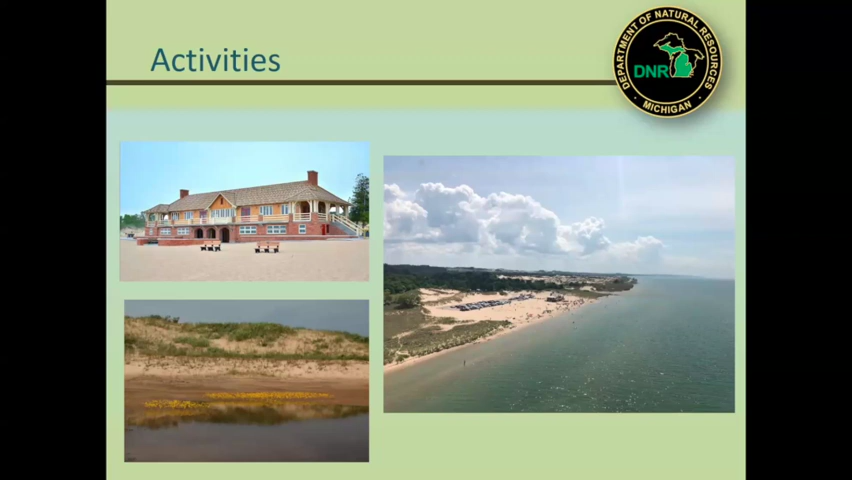 Activities
DEPARTMENT OF NATURAL RESOURCES
DNR
MICHIGAN